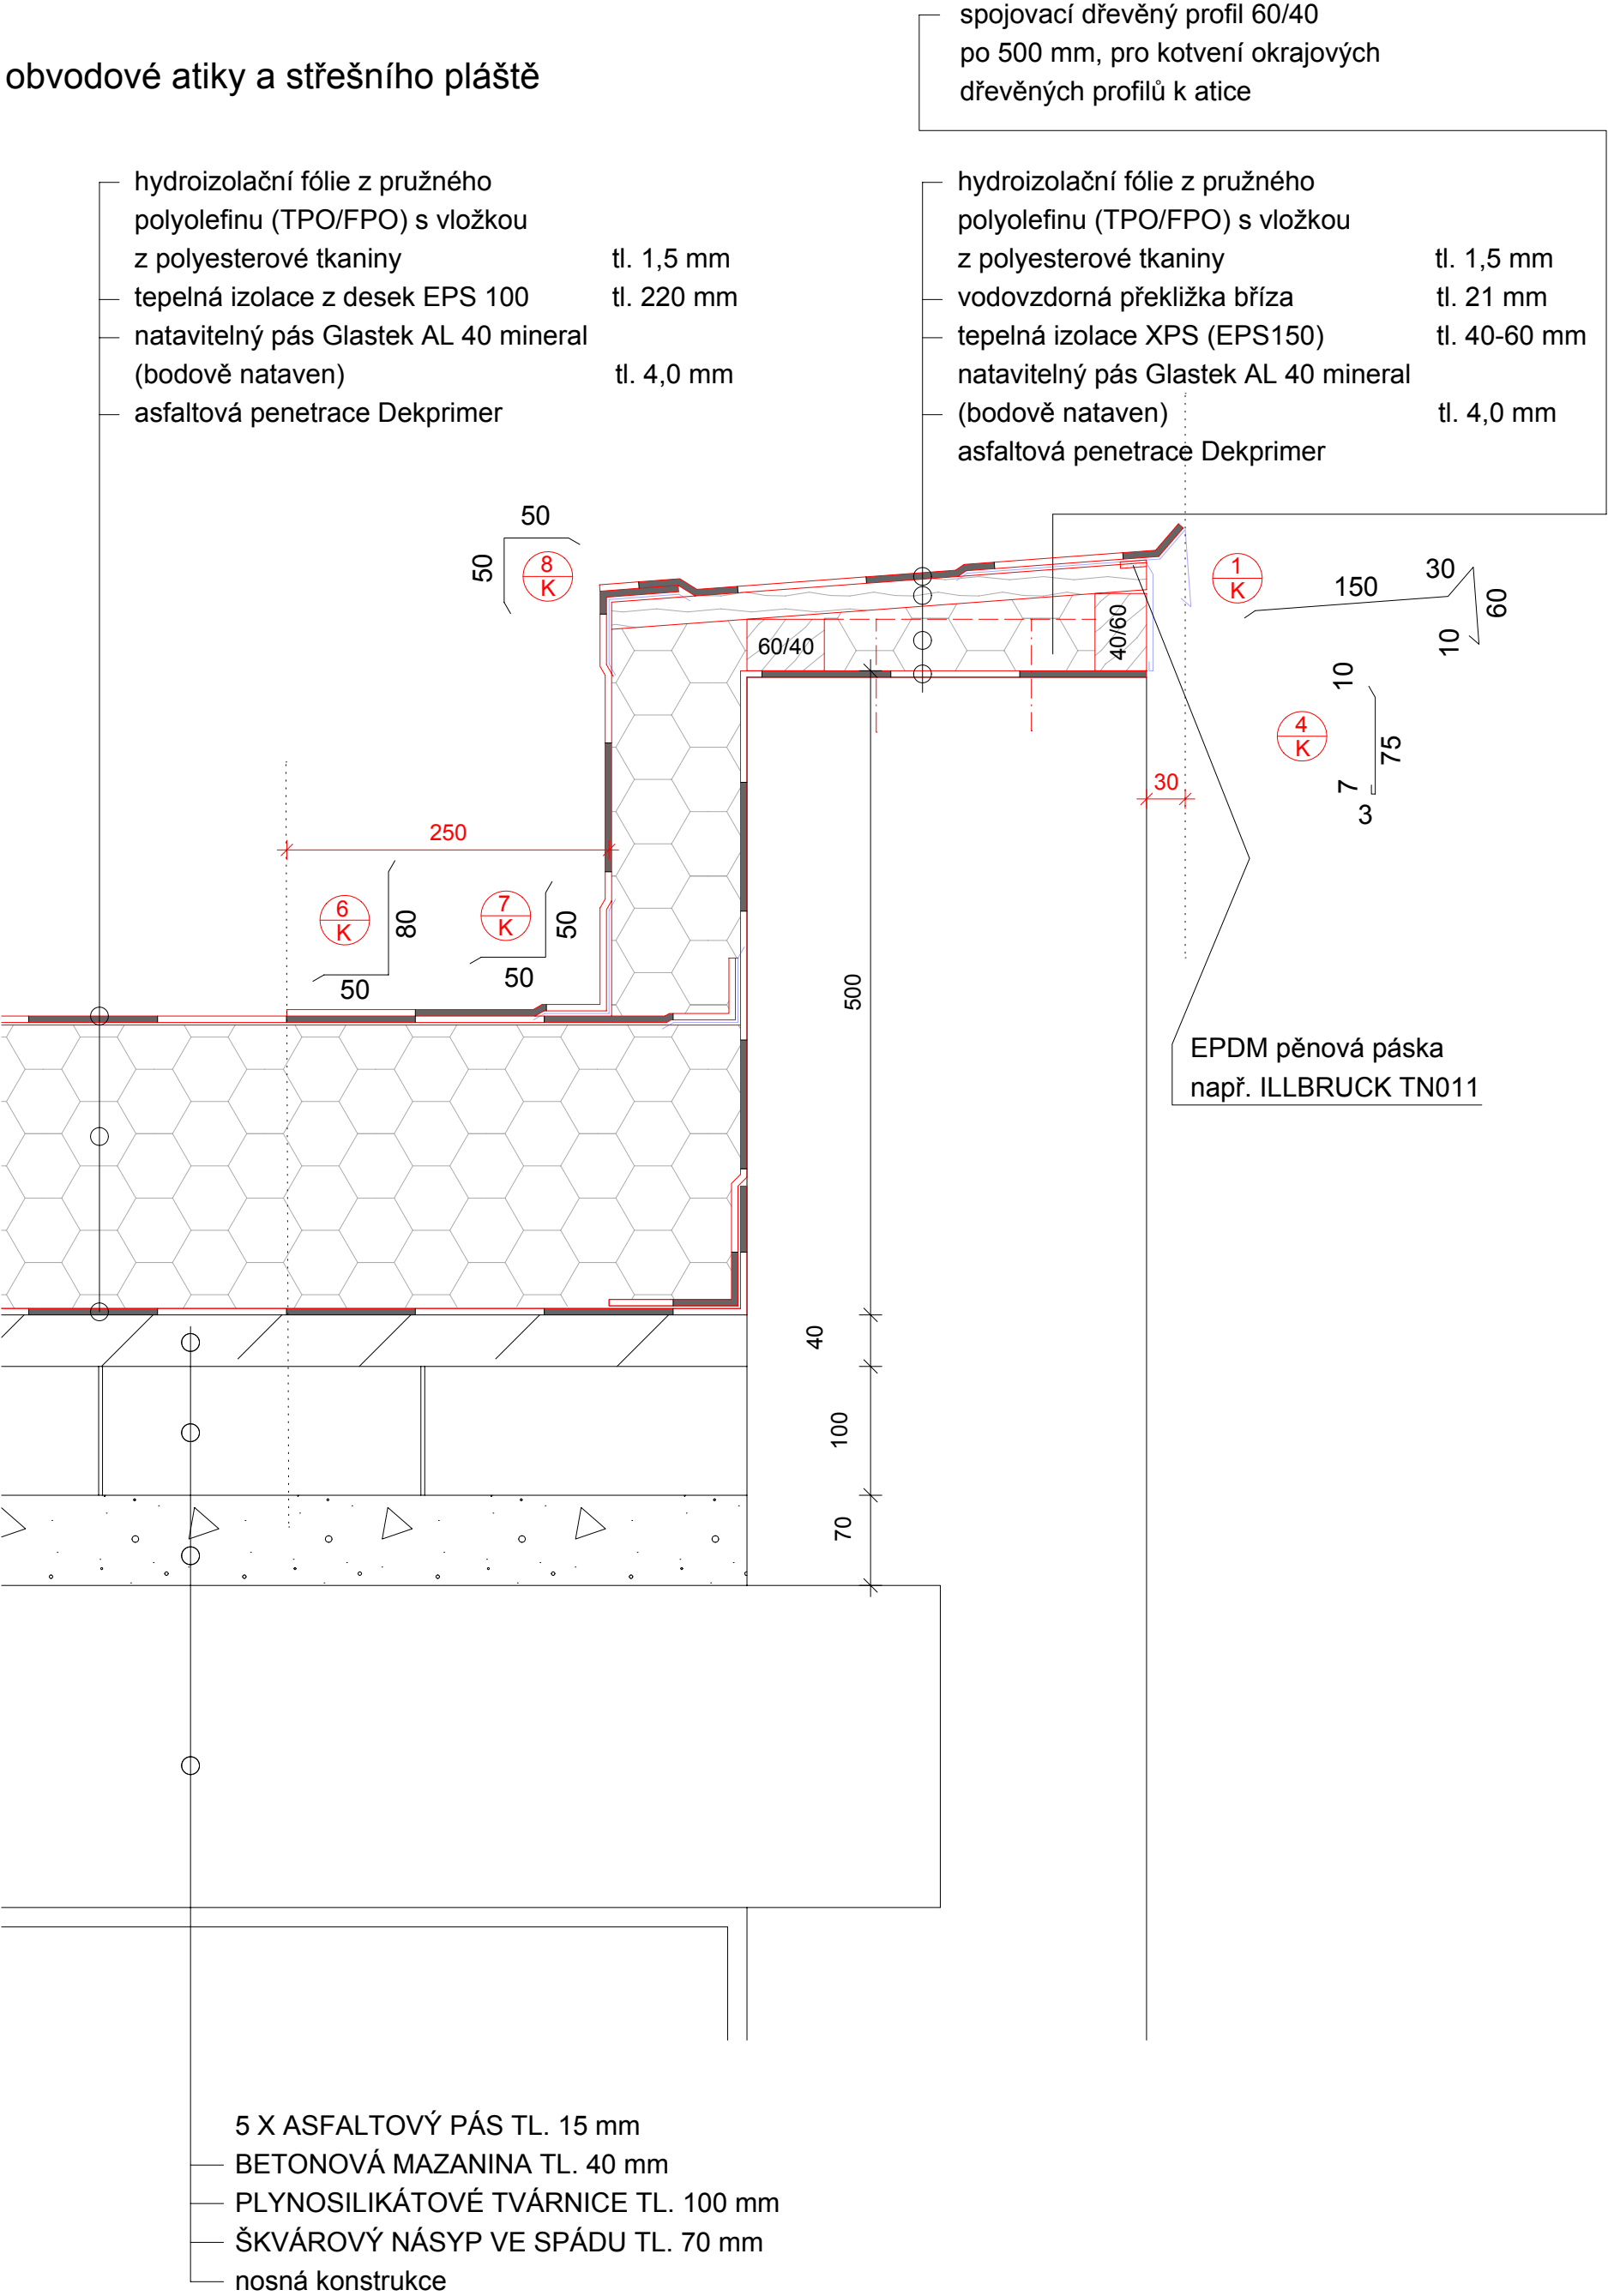 spojovací dřevěný profil 60/40
po 500 mm, pro kotvení okrajových
dřevěných profilů k atice
obvodové atiky a střešního pláště
hydroizolační fólie z pružného
polyolefinu (TPO/FPO) s vložkou
z polyesterové tkaniny tl. 1,5 mm
tepelná izolace z desek EPS 100 tl. 220 mm
natavitelný pás Glastek AL 40 mineral
(bodově nataven) tl. 4,0 mm
asfaltová penetrace Dekprimer
hydroizolační fólie z pružného
polyolefinu (TPO/FPO) s vložkou
z polyesterové tkaniny tl. 1,5 mm
vodovzdorná překližka bříza tl. 21 mm
tepelná izolace XPS (EPS150) tl. 40-60 mm
natavitelný pás Glastek AL 40 mineral
(bodově nataven) tl. 4,0 mm
asfaltová penetrace Dekprimer
50
50
8
K
1
K
150
30
60
10
60/40
40/60
4
K
10
75
7
3
30
250
6
K
80
50
7
K
50
50
500
EPDM pěnová páska
např. ILLBRUCK TN011
40
100
70
5 X ASFALTOVÝ PÁS TL. 15 mm
BETONOVÁ MAZANINA TL. 40 mm
PLYNOSILIKÁTOVÉ TVÁRNICE TL. 100 mm
ŠKVÁROVÝ NÁSYP VE SPÁDU TL. 70 mm
nosná konstrukce